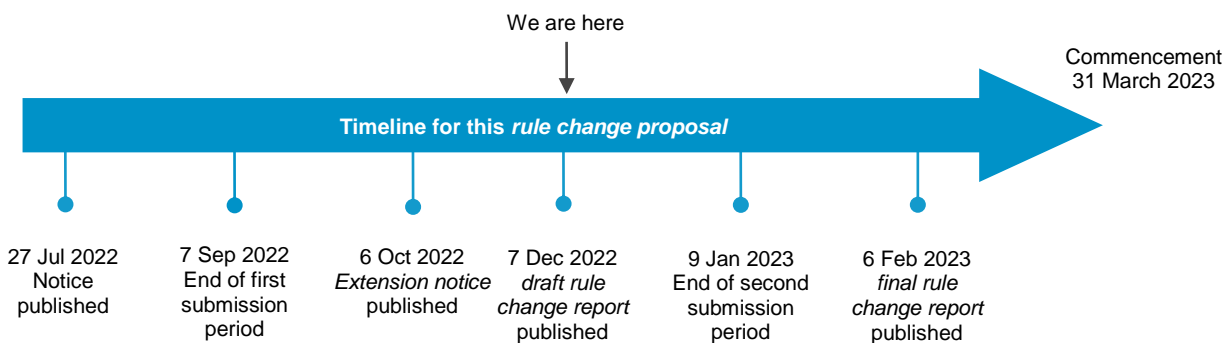 We are here
Commencement
31 March 2023
Timeline for this rule change proposal
27 Jul 2022
Notice
published
7 Sep 2022
End of first
submission
period
6 Oct 2022
Extension notice
published
7 Dec 2022
draft rule
change report
published
9 Jan 2023
End of second
submission
period
6 Feb 2023
final rule
change report
published